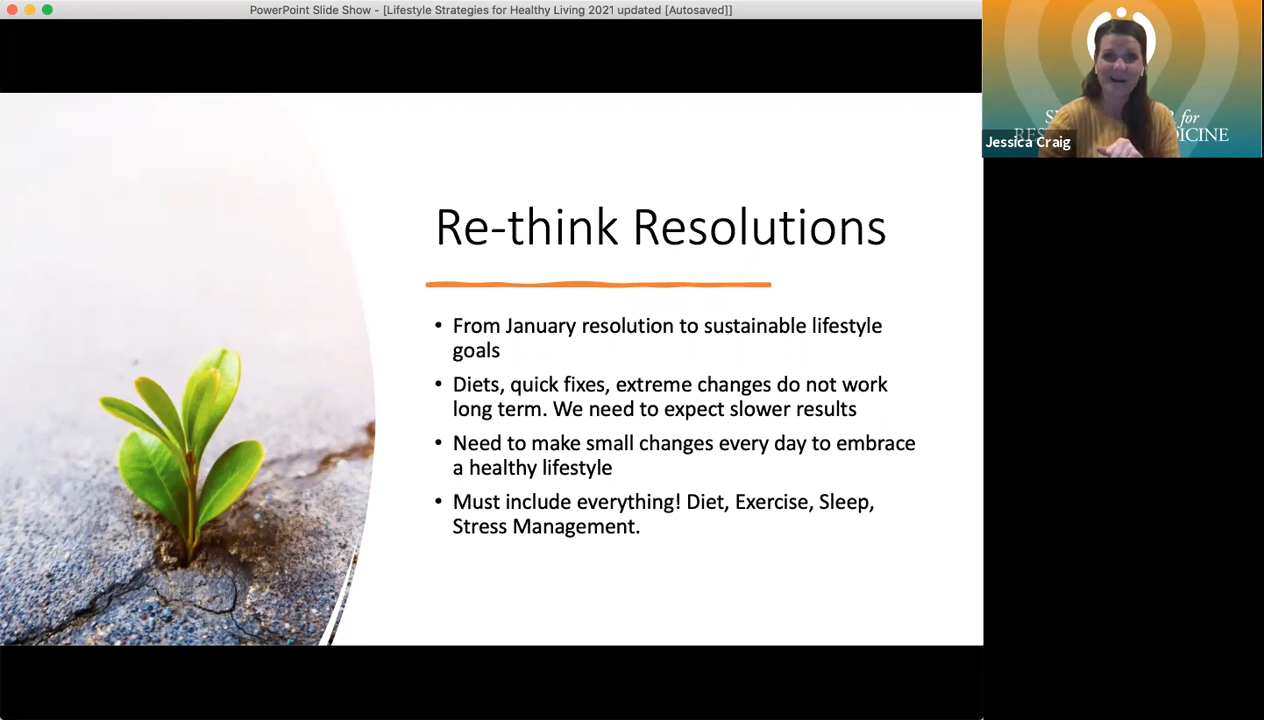 PowerPoint Slide Show - [Lifestyle Strategies for Healthy Living 2021 updated [Autosaved]]
for
DICINE
Jessica Craig
Re-think Resolutions
• From January resolution to sustainable lifestyle
goals
• Diets, quick fixes, extreme changes do not work
long term. We need to expect slower results
• Need to make small changes every day to embrace
a healthy lifestyle
• Must include everything! Diet, Exercise, Sleep,
Stress Management.